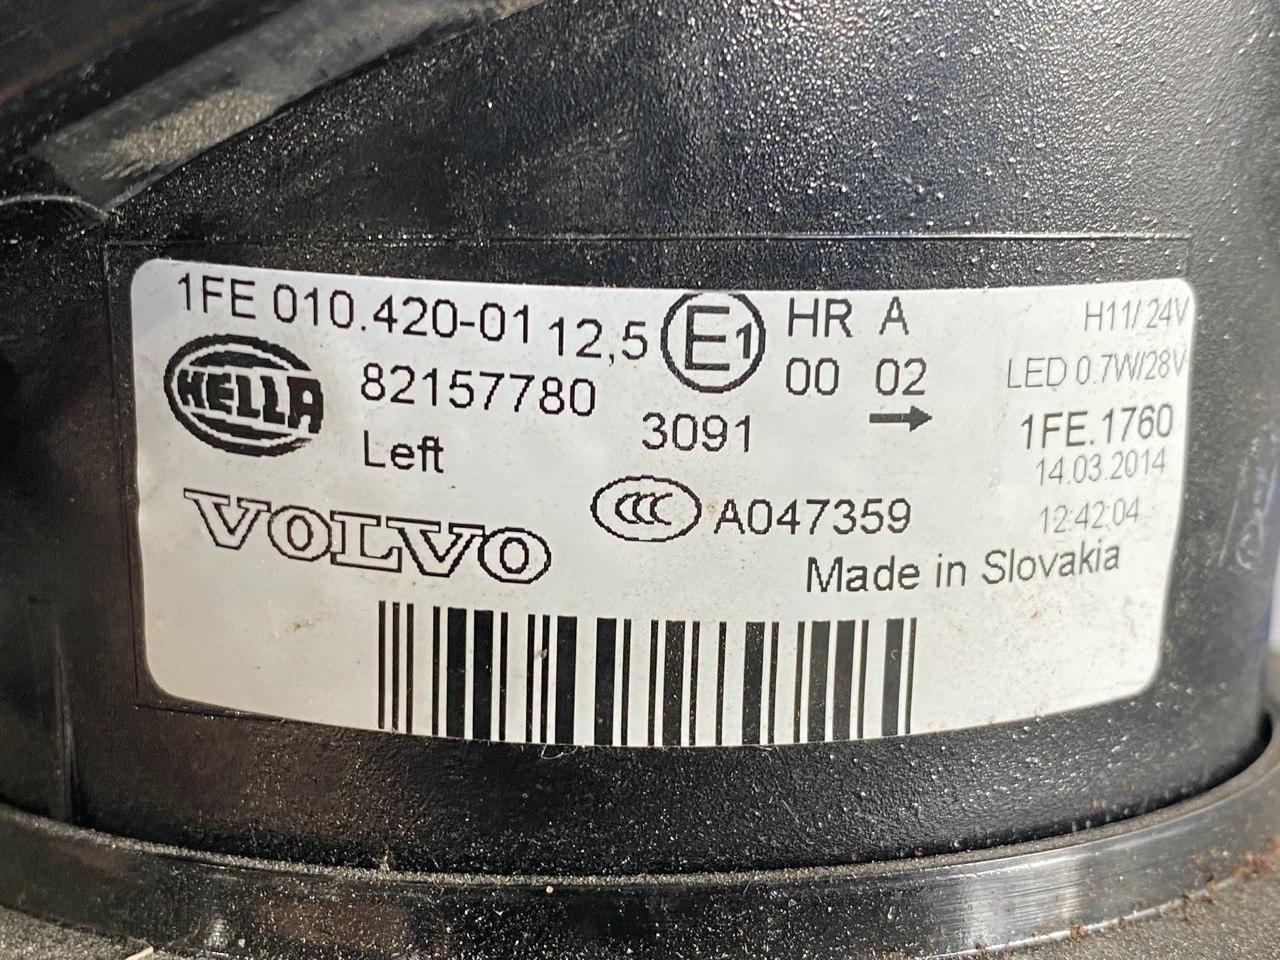 1FE 010.420-01 12,5 E1 HR A H11/24V
HELLA 82157780 00 02 LED 0.7W/28V
Left 3091 1FE.1760
14.03.2014
VOLVO CCC A047359 12:42:04
Made in Slovakia